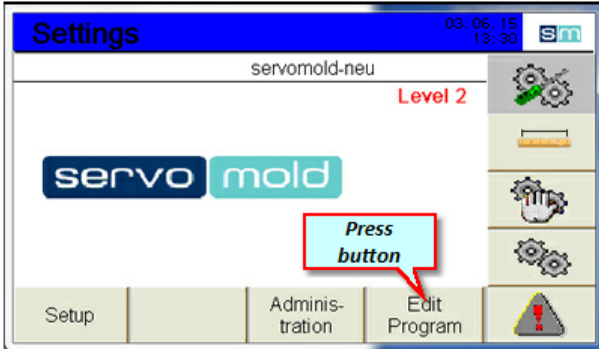 Settings
03. 06. 15
13: 30
sm
servomold-neu
Level 2
servo mold
Press
button
Setup
Adminis-
tration
Edit
Program